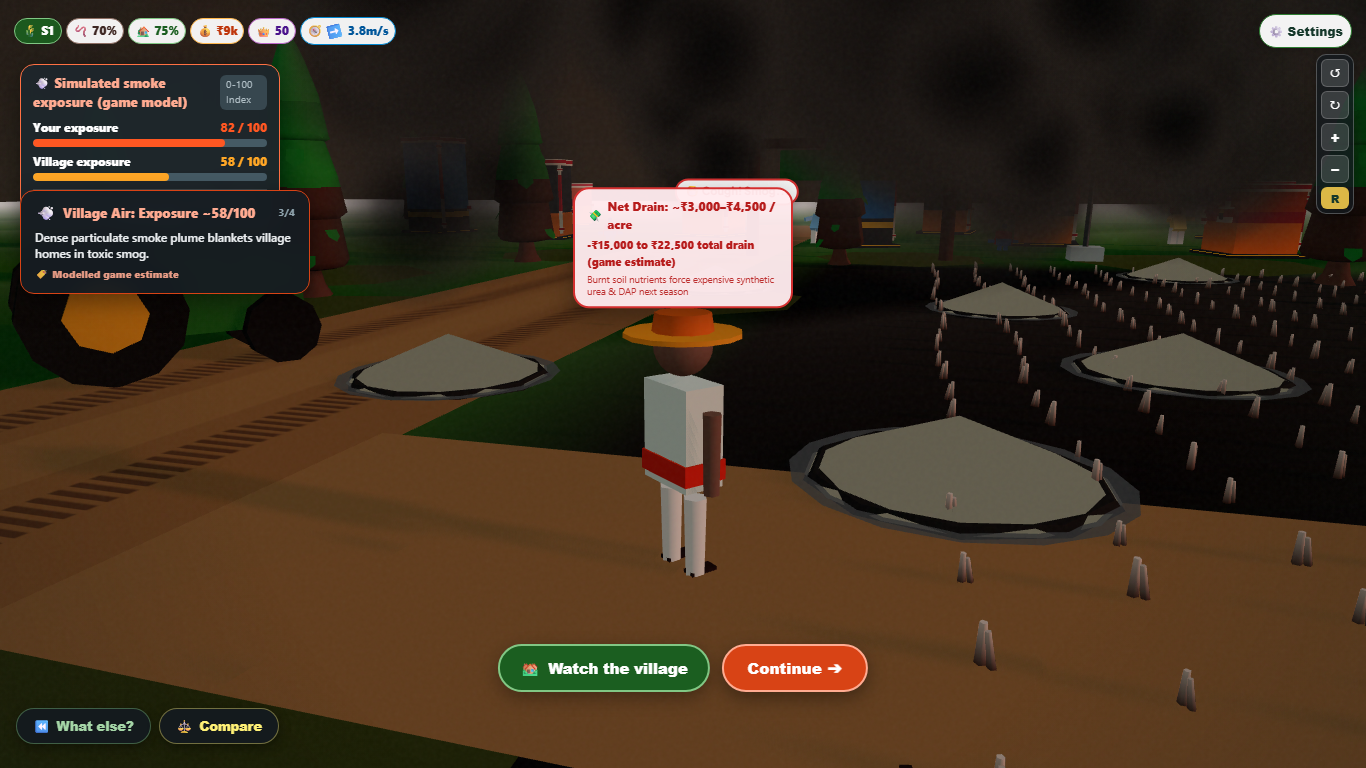 S1
70%
75%
₹9k
50
3.8m/s
Settings
Simulated smoke
exposure (game model)
0-100
Index
Your exposure
82 / 100
Village exposure
58 / 100
Village Air: Exposure ~58/100
3/4
Dense particulate smoke plume blankets village
homes in toxic smog.
Modelled game estimate
Net Drain: ~₹3,000–₹4,500 /
acre
-₹15,000 to ₹22,500 total drain
(game estimate)
Burnt soil nutrients force expensive synthetic
urea & DAP next season
↺
↻
+
−
R
Watch the village
Continue ➔
What else?
Compare